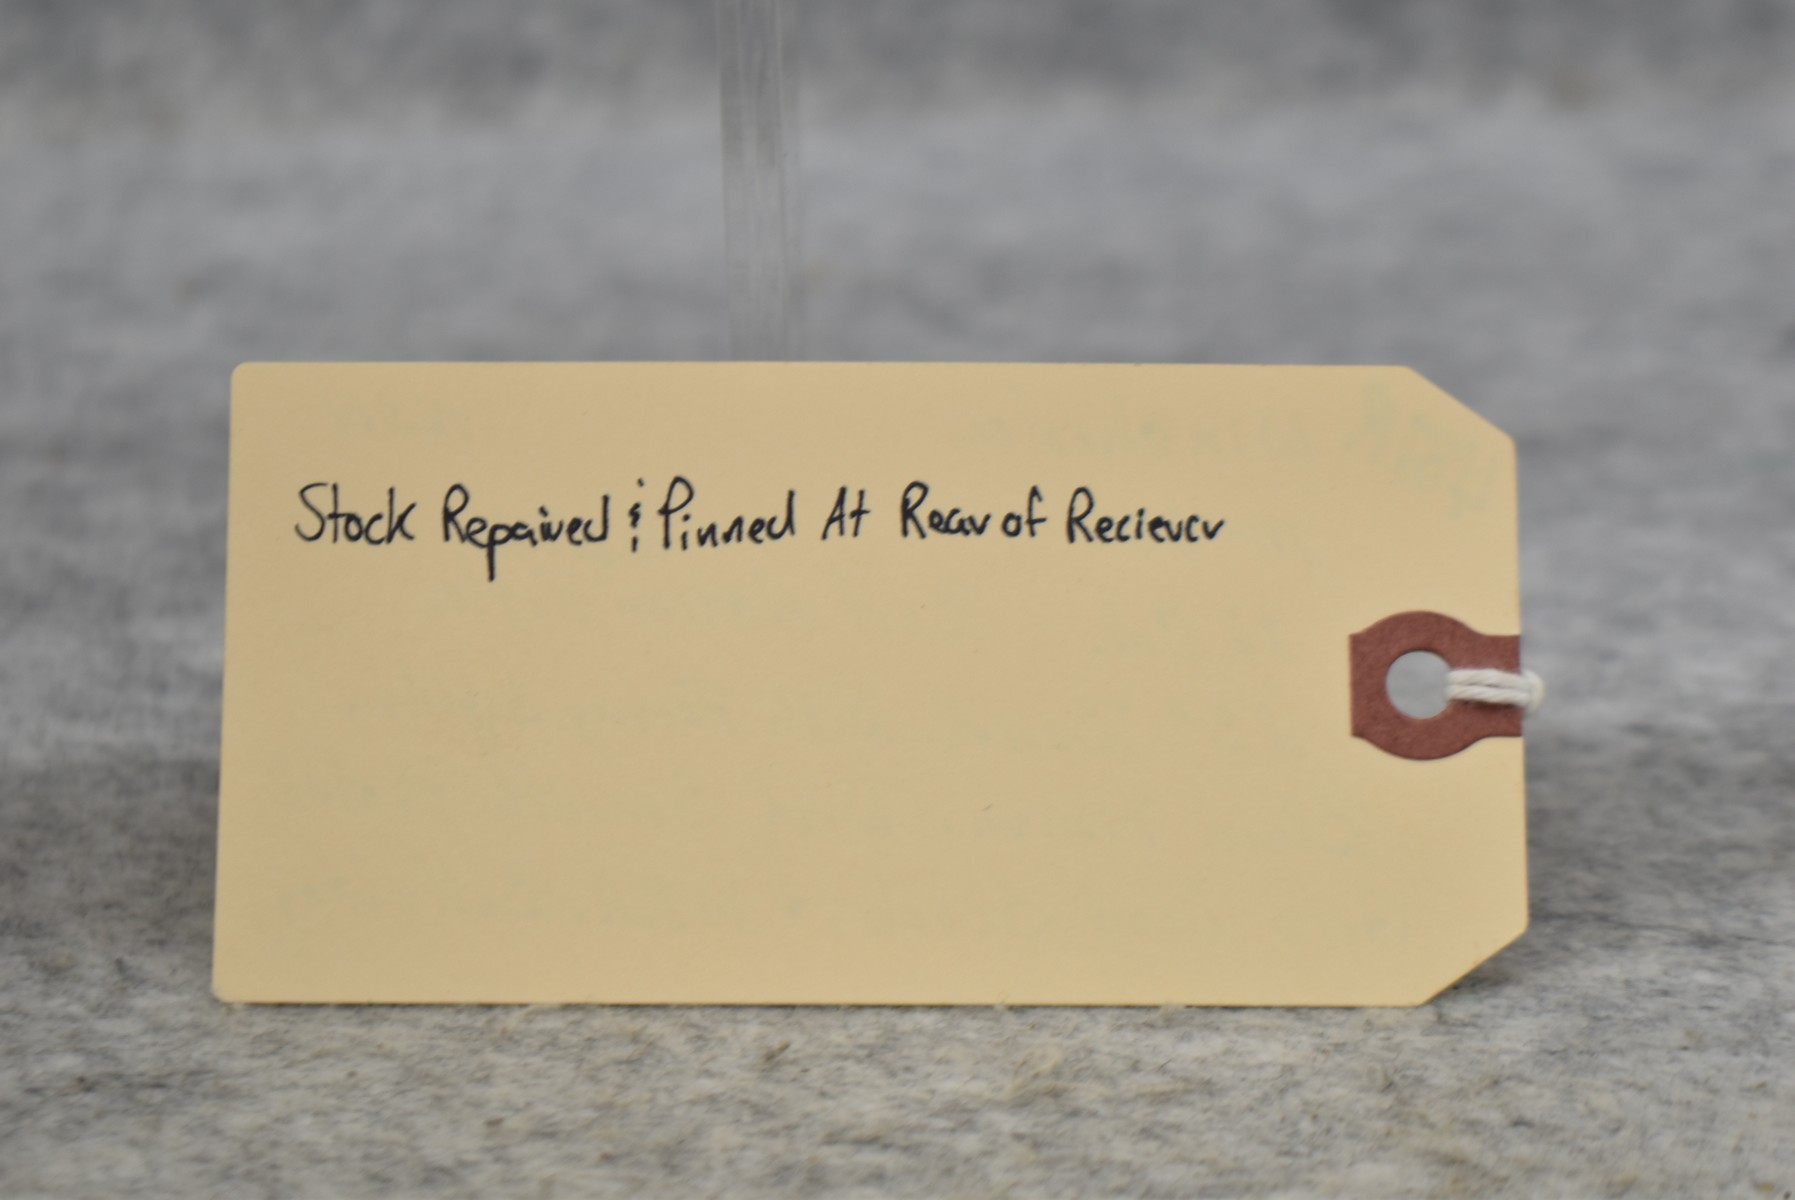 Stock Repaired & Pinned At Rear of Reciever